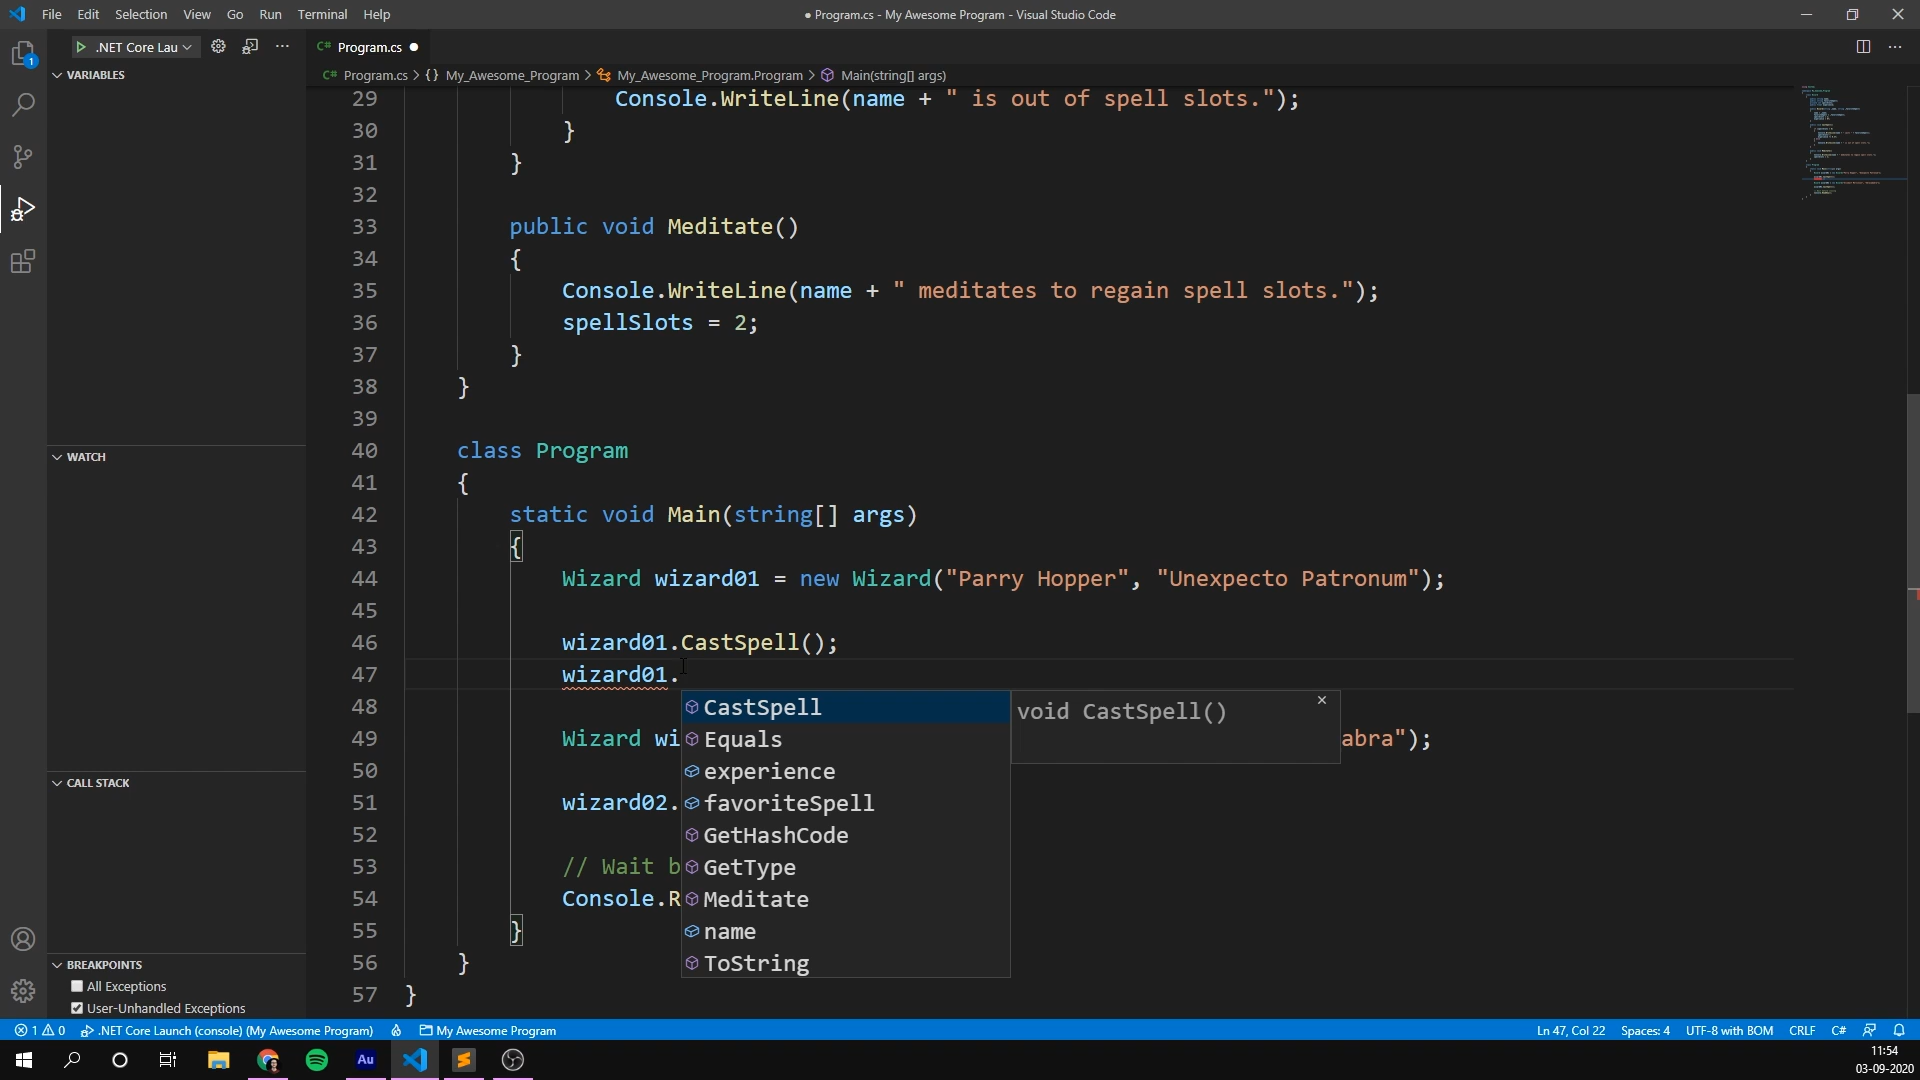 File Edit Selection View Go Run Terminal Help
● Program.cs - My Awesome Program - Visual Studio Code
.NET Core Lau
C# Program.cs ●
Program.cs > {} My_Awesome_Program > My_Awesome_Program.Program > Main(string[] args)
VARIABLES
WATCH
CALL STACK
BREAKPOINTS
All Exceptions
User-Unhandled Exceptions
29 Console.WriteLine(name + " is out of spell slots.");
30 }
31 }
32
33 public void Meditate()
34 {
35 Console.WriteLine(name + " meditates to regain spell slots.");
36 spellSlots = 2;
37 }
38 }
39
40 class Program
41 {
42 static void Main(string[] args)
43 {
44 Wizard wizard01 = new Wizard("Parry Hopper", "Unexpecto Patronum");
45
46 wizard01.CastSpell();
47 wizard01.
48
49 Wizard wi abra");
50
51 wizard02.
52
53 // Wait b
54 Console.R
55 }
56 }
57 }
CastSpell
Equals
experience
favoriteSpell
GetHashCode
GetType
Meditate
name
ToString
void CastSpell()
1 0 .NET Core Launch (console) (My Awesome Program) My Awesome Program
Ln 47, Col 22 Spaces: 4 UTF-8 with BOM CRLF C#
Au
11:54
03-09-2020